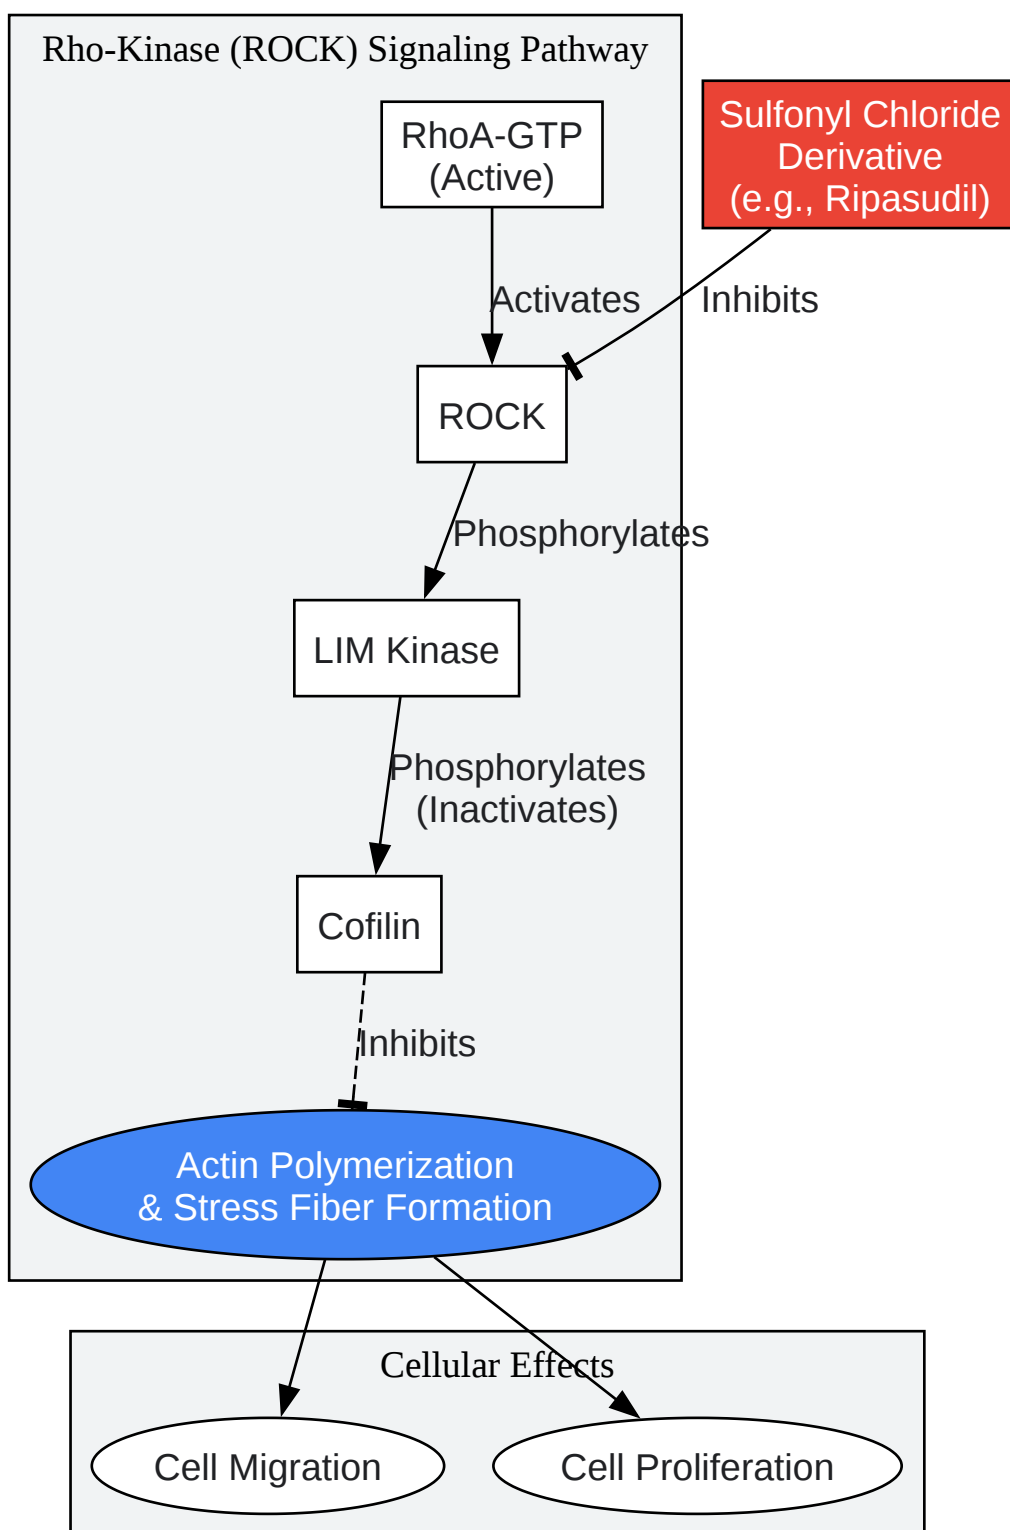 Rho-Kinase (ROCK) Signaling Pathway
RhoA-GTP
(Active)
Sulfonyl Chloride
Derivative
(e.g., Ripasudil)
Activates
Inhibits
ROCK
Phosphorylates
LIM Kinase
Phosphorylates
(Inactivates)
Cofilin
Inhibits
Actin Polymerization
& Stress Fiber Formation
Cellular Effects
Cell Migration
Cell Proliferation